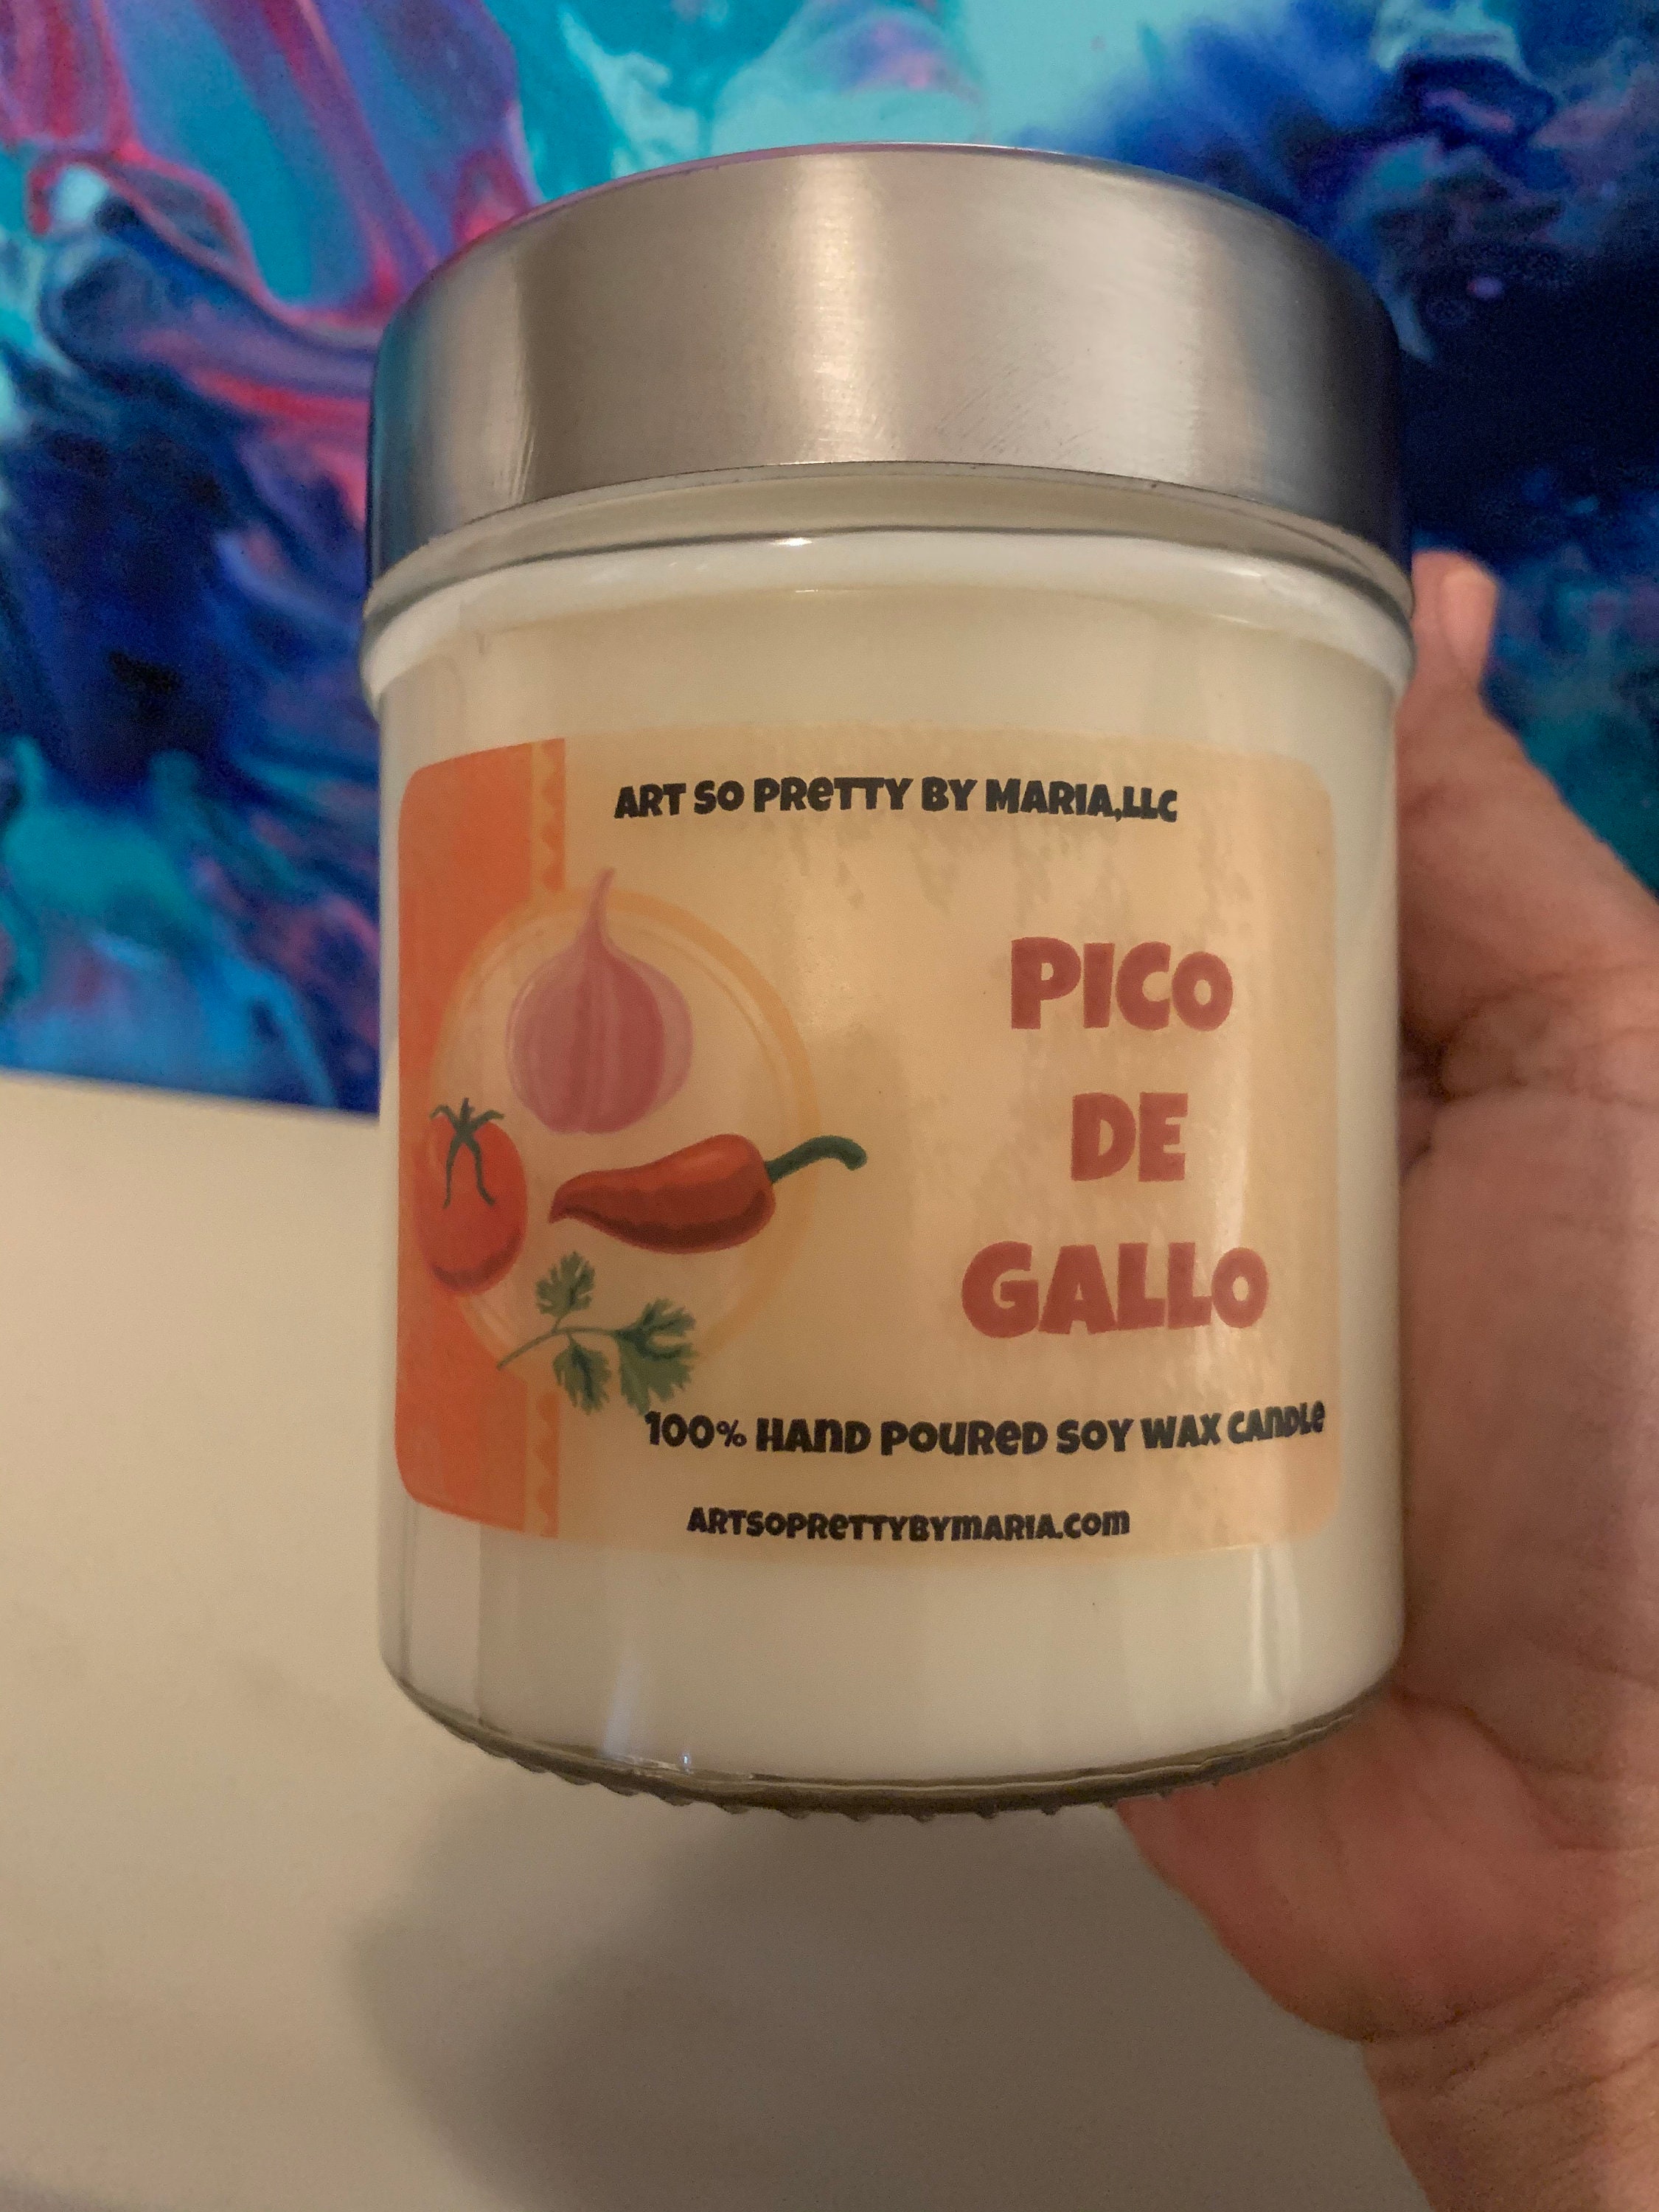 ART SO PRETTY BY MARIA,LLC
PICO
DE
GALLO
100% HAND POURED SOY WAX CANDLE
ARTSOPRETTYBYMARIA.COM